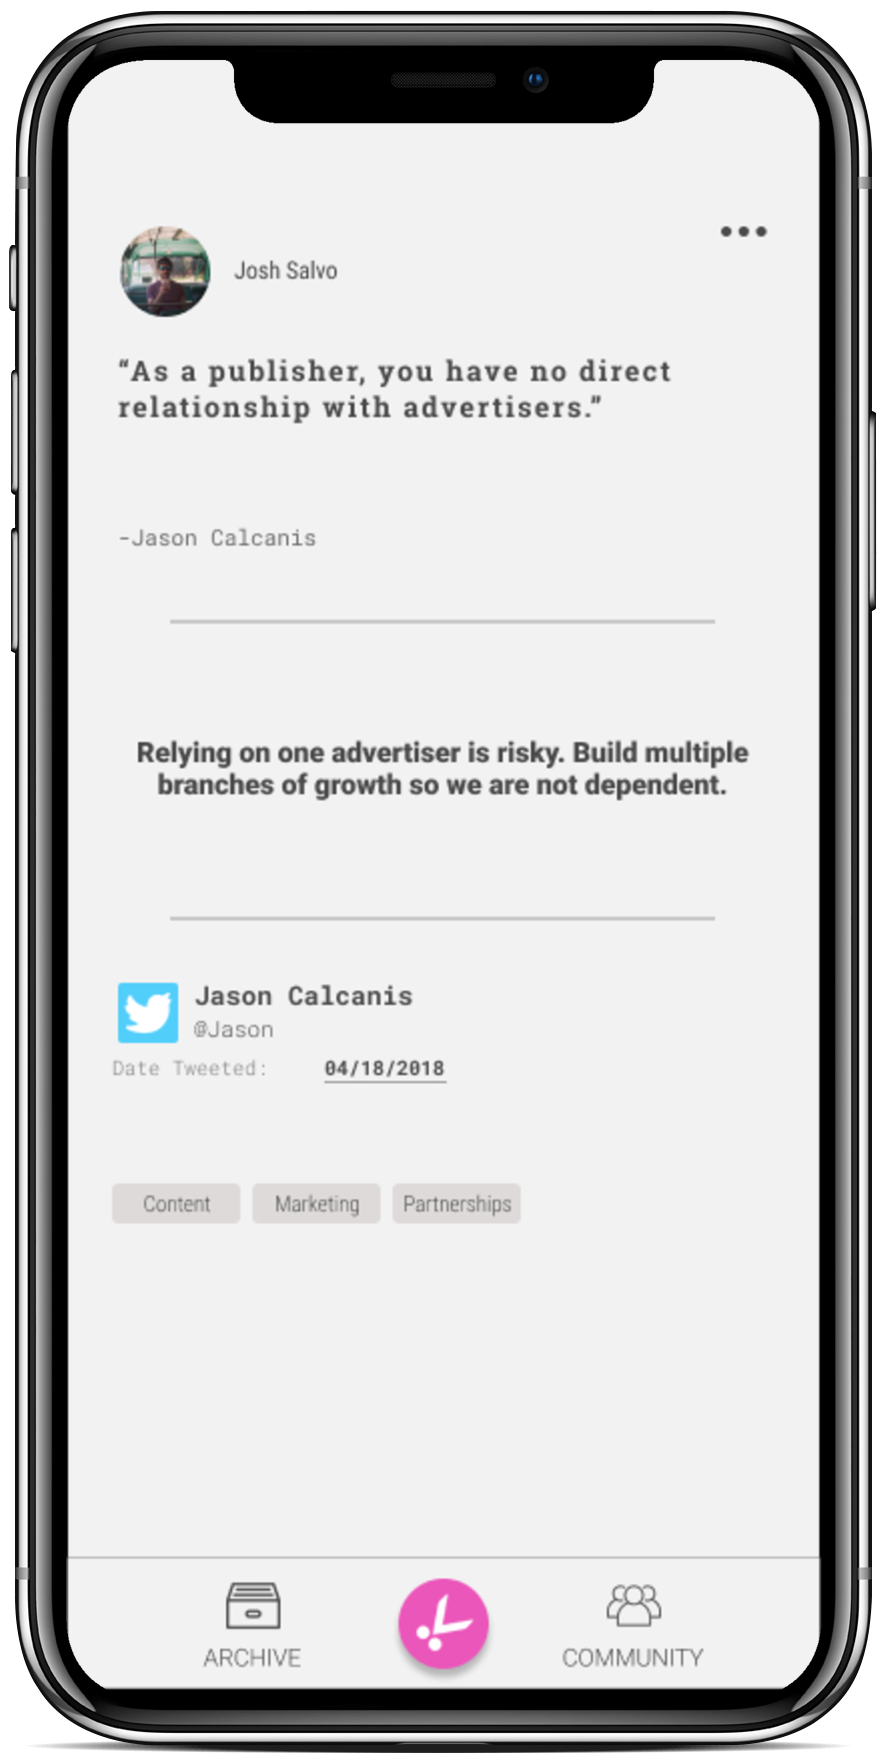 Josh Salvo
“As a publisher, you have no direct
relationship with advertisers.”
-Jason Calcanis
Relying on one advertiser is risky. Build multiple
branches of growth so we are not dependent.
Jason Calcanis
@Jason
Date Tweeted: 04/18/2018
Content Marketing Partnerships
ARCHIVE COMMUNITY